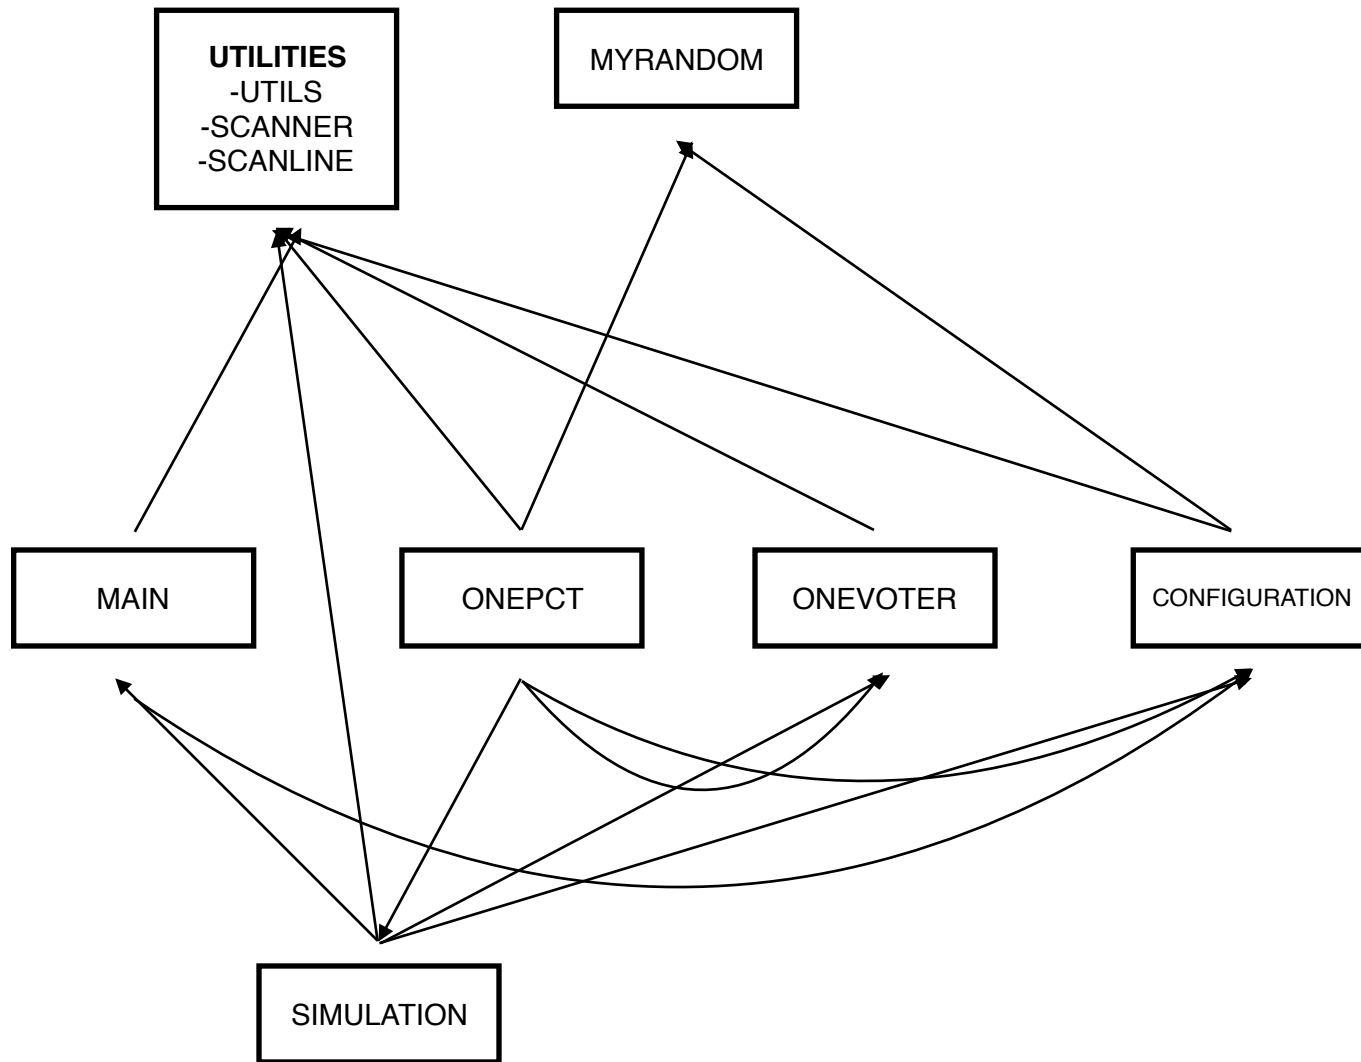 UTILITIES
-UTILS
-SCANNER
-SCANLINE
MYRANDOM
MAIN
ONEPCT
ONEVOTER
CONFIGURATION
SIMULATION